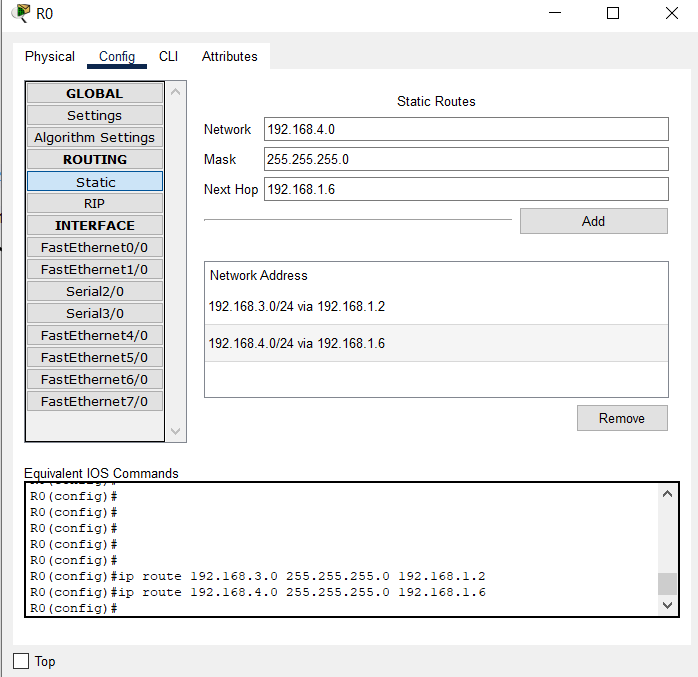 R0
Physical Config CLI Attributes
GLOBAL
Settings
Algorithm Settings
ROUTING
Static
RIP
INTERFACE
FastEthernet0/0
FastEthernet1/0
Serial2/0
Serial3/0
FastEthernet4/0
FastEthernet5/0
FastEthernet6/0
FastEthernet7/0
Static Routes
Network 192.168.4.0
Mask 255.255.255.0
Next Hop 192.168.1.6
Add
Network Address
192.168.3.0/24 via 192.168.1.2
192.168.4.0/24 via 192.168.1.6
Remove
Equivalent IOS Commands
R0(config)#
R0(config)#
R0(config)#
R0(config)#
R0(config)#
R0(config)#ip route 192.168.3.0 255.255.255.0 192.168.1.2
R0(config)#ip route 192.168.4.0 255.255.255.0 192.168.1.6
R0(config)#
Top